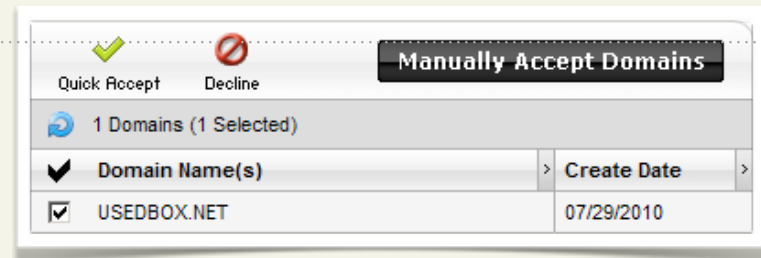 Quick Accept Decline Manually Accept Domains
1 Domains (1 Selected)
Domain Name(s) > Create Date >
USEDBOX.NET 07/29/2010